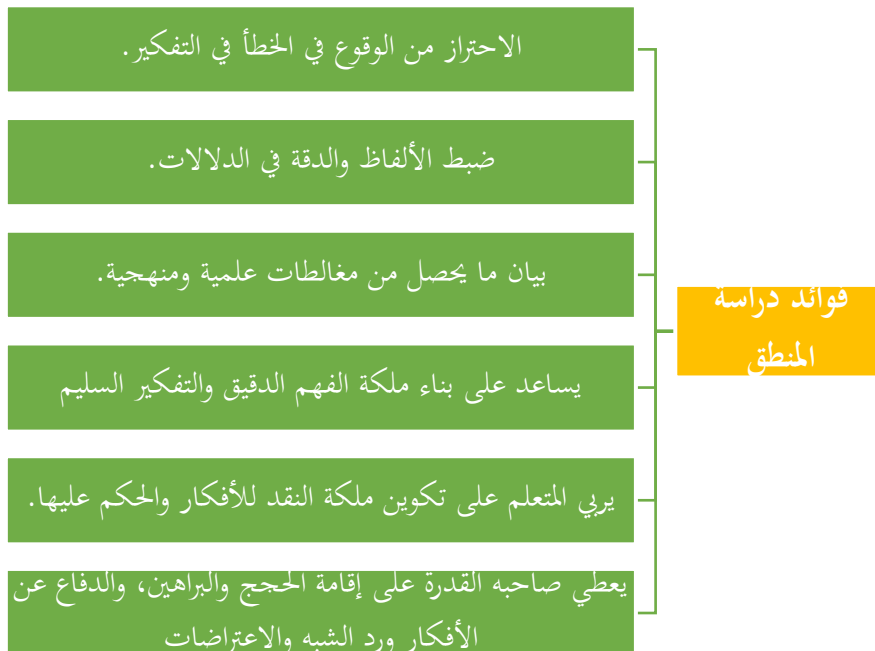 فوائد دراسة
المنطق
الاحتراز من الوقوع في الخطأ في التفكير.
ضبط الألفاظ والدقة في الدلالات.
بيان ما يحصل من مغالطات علمية ومنهجية.
يساعد على بناء ملكة الفهم الدقيق والتفكير السليم
يربي المتعلم على تكوين ملكة النقد للأفكار والحكم عليها.
يعطي صاحبه القدرة على إقامة الحجج والبراهين، والدفاع عن
الأفكار ورد الشبه والاعتراضات